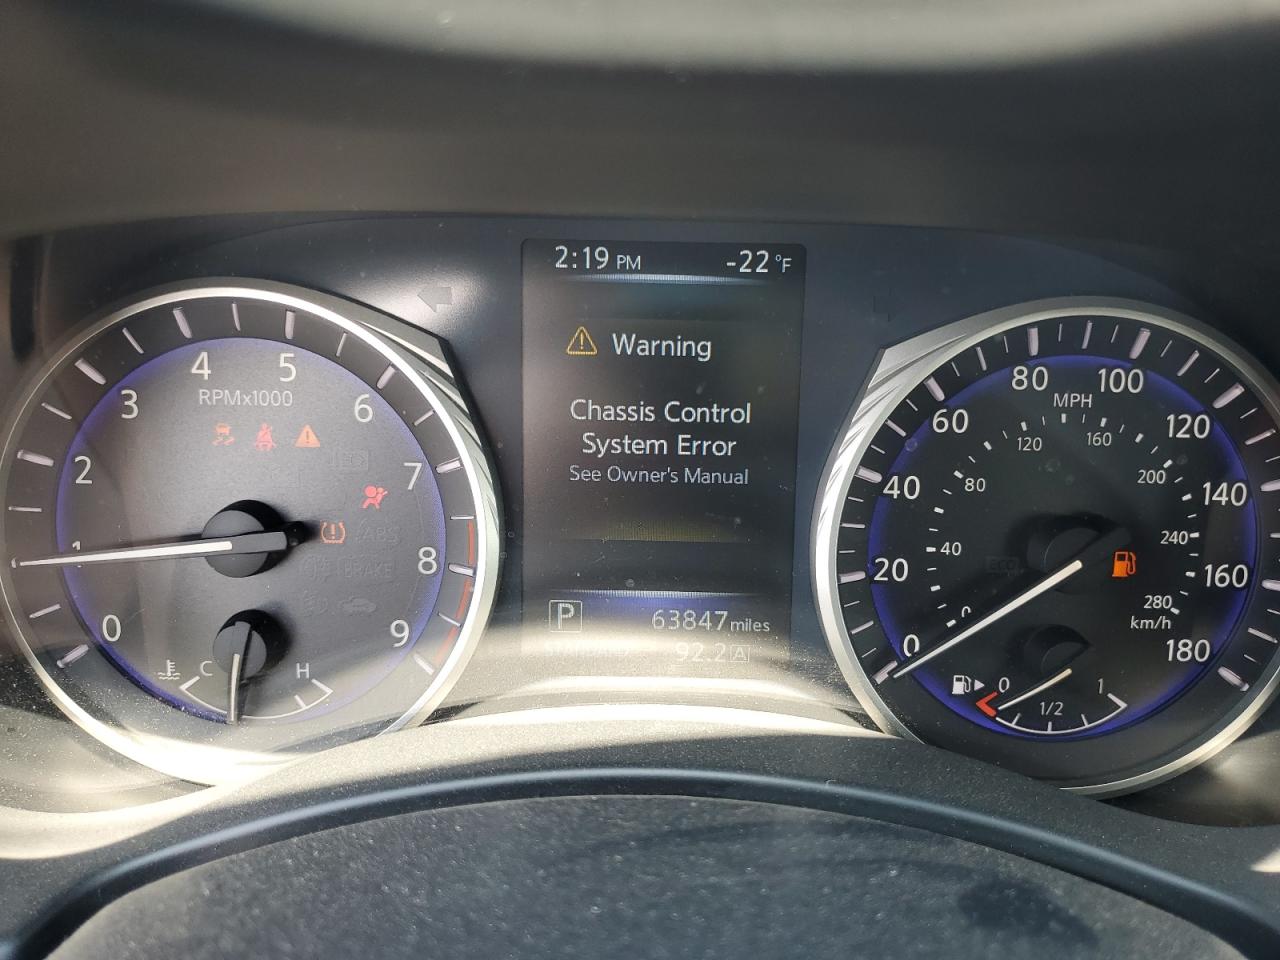 2:19 PM -22 °F
Warning
Chassis Control
System Error
See Owner's Manual
P 63847 miles
92.2 A
0 1 2 3 4 5 6 7 8 9
RPMx1000
ABS
BRAKE
C H
0 20 40 60 80 100 120 140 160 180
MPH
0 40 80 120 160 200 240 280
km/h
ECO
0 1/2 1